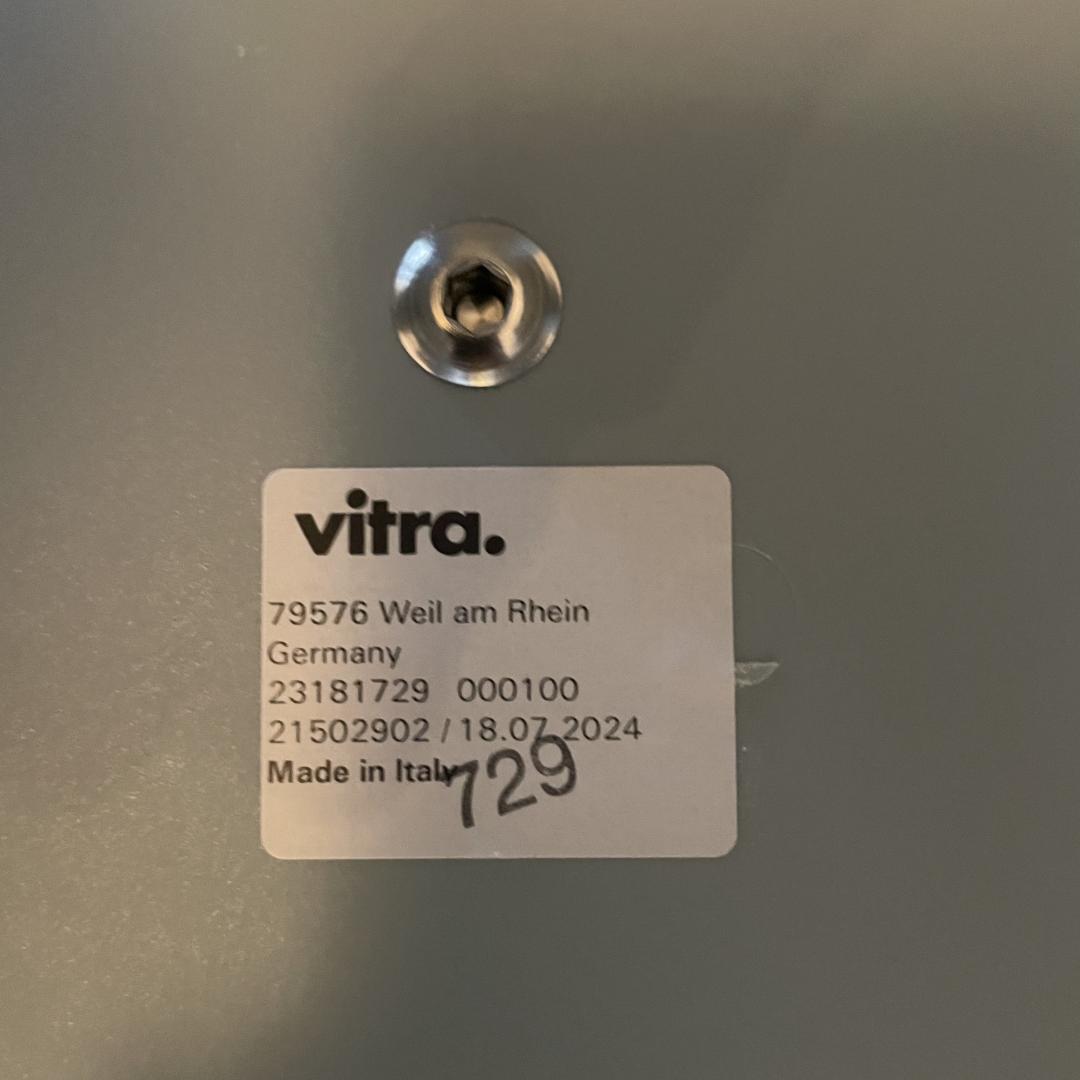 vitra.
79576 Weil am Rhein
Germany
23181729 000100
21502902 / 18.07.2024
Made in Italy
729